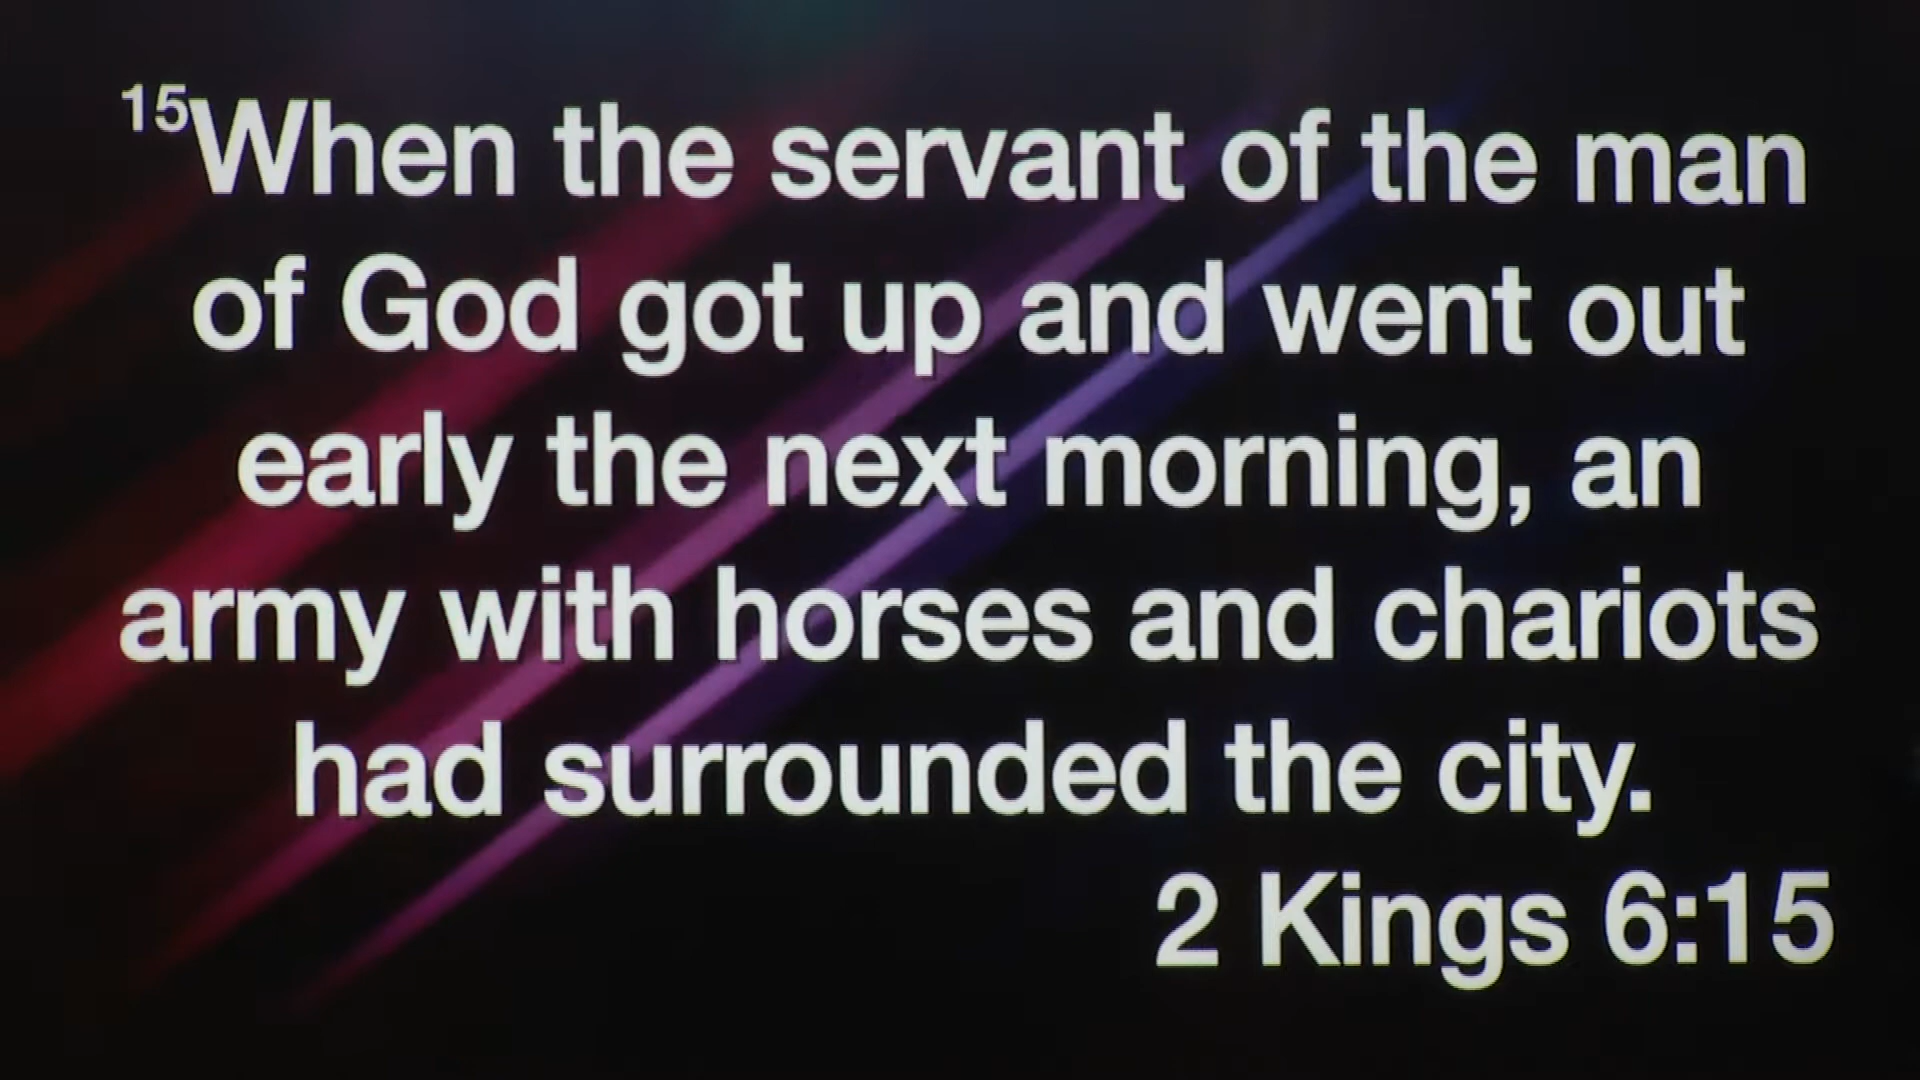 15When the servant of the man
of God got up and went out
early the next morning, an
army with horses and chariots
had surrounded the city.
2 Kings 6:15